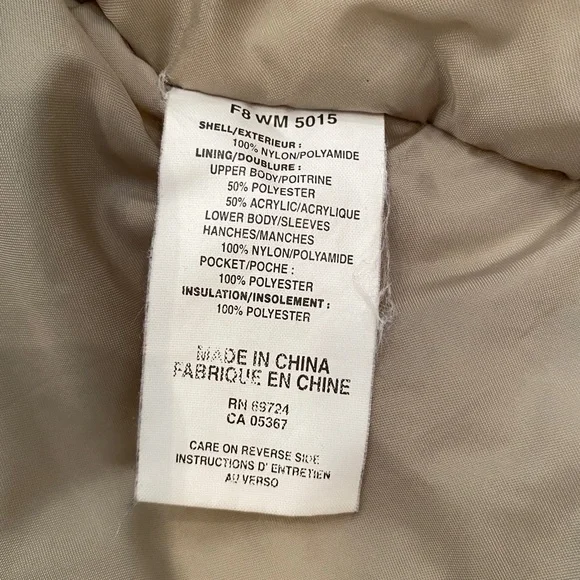 F8 WM 5015
SHELL/EXTERIEUR :
100% NYLON/POLYAMIDE
LINING/DOUBLURE :
UPPER BODY/POITRINE
50% POLYESTER
50% ACRYLIC/ACRYLIQUE
LOWER BODY/SLEEVES
HANCHES/MANCHES
100% NYLON/POLYAMIDE
POCKET/POCHE :
100% POLYESTER
INSULATION/INSOLEMENT :
100% POLYESTER
MADE IN CHINA
FABRIQUE EN CHINE
RN 69724
CA 05367
CARE ON REVERSE SIDE
INSTRUCTIONS D' ENTRETIEN
AU VERSO